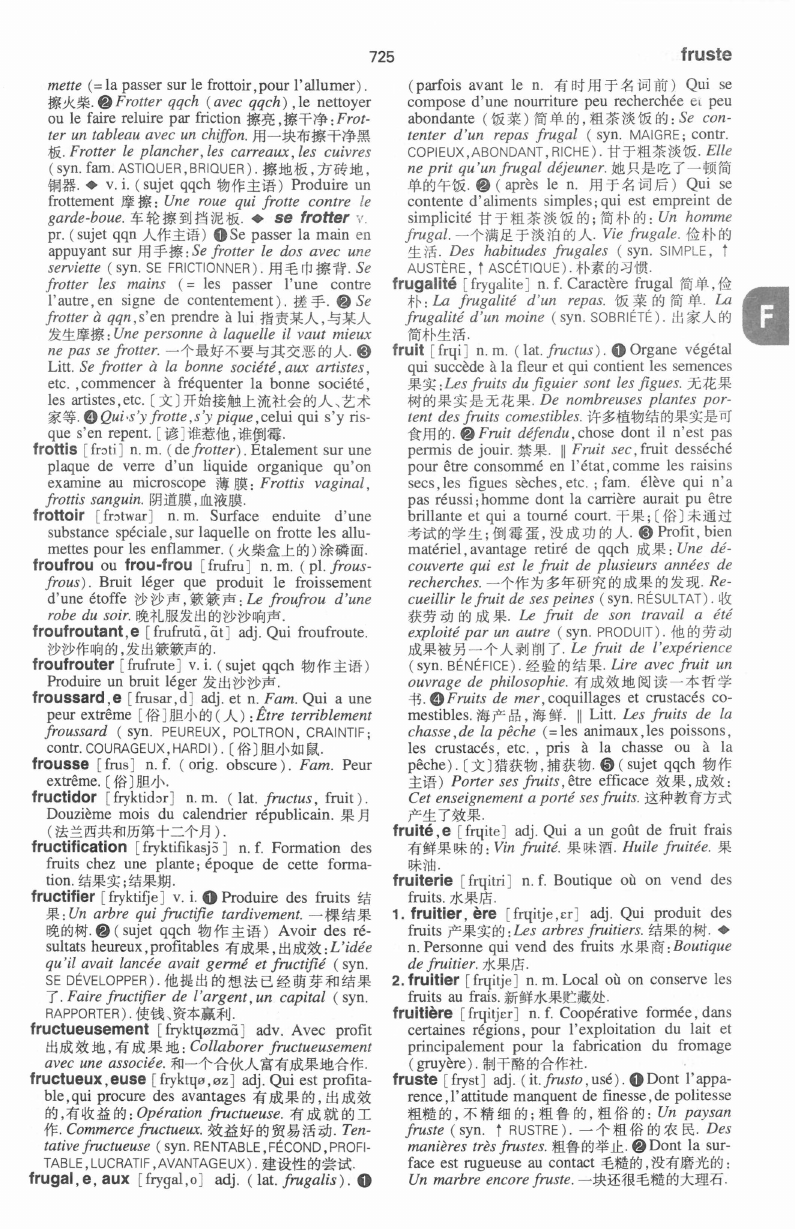 725
fruste
mette (=la passer sur le frottoir,pour l'allumer).
擦火柴.❷Frotter qqch (avec qqch),le nettoyer
ou le faire reluire par friction 擦亮,擦干净:Frot-
ter un tableau avec un chiffon. 用一块布擦干净黑
板. Frotter le plancher,les carreaux,les cuivres
(syn. fam. ASTIQUER,BRIQUER). 擦地板,方砖地,
铜器. ◆ v. i. (sujet qqch 物作主语) Produire un
frottement 摩擦: Une roue qui frotte contre le
garde-boue. 车轮擦到挡泥板. ◆ se frotter v.
pr. (sujet qqn 人作主语) ❶Se passer la main en
appuyant sur 用手擦:Se frotter le dos avec une
serviette (syn. SE FRICTIONNER). 用毛巾擦背. Se
frotter les mains (= les passer l'une contre
l'autre,en signe de contentement). 搓手. ❷ Se
frotter à qqn,s'en prendre à lui 指责某人,与某人
发生摩擦:Une personne à laquelle il vaut mieux
ne pas se frotter. 一个最好不要与其交恶的人. ❸
Litt. Se frotter à la bonne société,aux artistes,
etc. ,commencer à fréquenter la bonne société,
les artistes,etc.〔文〕开始接触上流社会的人、艺术
家等. ❹Qui s'y frotte,s'y pique,celui qui s'y ris-
que s'en repent.〔谚〕谁惹他,谁倒霉.
frottis [frɔti] n. m. (de frotter). Étalement sur une
plaque de verre d'un liquide organique qu'on
examine au microscope 薄膜: Frottis vaginal,
frottis sanguin. 阴道膜,血液膜.
frottoir [frɔtwar] n. m. Surface enduite d'une
substance spéciale,sur laquelle on frotte les allu-
mettes pour les enflammer. (火柴盒上的)涂磷面.
froufrou ou frou-frou [frufru] n. m. (pl. frous-
frous). Bruit léger que produit le froissement
d'une étoffe 沙沙声,簌簌声:Le froufrou d'une
robe du soir. 晚礼服发出的沙沙响声.
froufroutant,e [frufrutɑ̃,ɑ̃t] adj. Qui froufroute.
沙沙作响的,发出簌簌声的.
froufrouter [frufrute] v. i. (sujet qqch 物作主语)
Produire un bruit léger 发出沙沙声.
froussard,e [frusar,d] adj. et n. Fam. Qui a une
peur extrême〔俗〕胆小的(人):Être terriblement
froussard (syn. PEUREUX, POLTRON, CRAINTIF;
contr. COURAGEUX,HARDI).〔俗〕胆小如鼠.
frousse [frus] n. f. (orig. obscure). Fam. Peur
extrême.〔俗〕胆小.
fructidor [fryktidɔr] n. m. (lat. fructus, fruit).
Douzième mois du calendrier républicain. 果月
(法兰西共和历第十二个月).
fructification [fryktifikasjɔ̃] n. f. Formation des
fruits chez une plante; époque de cette forma-
tion. 结果实;结果期.
fructifier [fryktifje] v. i. ❶Produire des fruits 结
果:Un arbre qui fructifie tardivement. 一棵结果
晚的树. ❷(sujet qqch 物作主语) Avoir des ré-
sultats heureux,profitables 有成果,出成效:L'idée
qu'il avait lancée avait germé et fructifié (syn.
SE DÉVELOPPER). 他提出的想法已经萌芽和结果
了. Faire fructifier de l'argent,un capital (syn.
RAPPORTER). 使钱、资本赢利.
fructueusement [fryktɥøzmɑ̃] adv. Avec profit
出成效地,有成果地: Collaborer fructueusement
avec une associée. 和一个合伙人富有成果地合作.
fructueux,euse [fryktɥø,øz] adj. Qui est profita-
ble,qui procure des avantages 有成果的,出成效
的,有收益的: Opération fructueuse. 有成就的工
作. Commerce fructueux. 效益好的贸易活动. Ten-
tative fructueuse (syn. RENTABLE,FÉCOND,PROFI-
TABLE,LUCRATIF,AVANTAGEUX). 建设性的尝试.
frugal,e, aux [frygal,o] adj. (lat. frugalis). ❶
(parfois avant le n. 有时用于名词前) Qui se
compose d'une nourriture peu recherchée et peu
abondante (饭菜)简单的,粗茶淡饭的: Se con-
tenter d'un repas frugal (syn. MAIGRE; contr.
COPIEUX,ABONDANT,RICHE). 甘于粗茶淡饭. Elle
ne prit qu'un frugal déjeuner. 她只是吃了一顿简
单的午饭. ❷(après le n. 用于名词后) Qui se
contente d'aliments simples;qui est empreint de
simplicité 甘于粗茶淡饭的;简朴的: Un homme
frugal. 一个满足于淡泊的人. Vie frugale. 俭朴的
生活. Des habitudes frugales (syn. SIMPLE, ↑
AUSTÈRE, ↑ ASCÉTIQUE). 朴素的习惯.
frugalité [frygalite] n. f. Caractère frugal 简单,俭
朴: La frugalité d'un repas. 饭菜的简单. La
frugalité d'un moine (syn. SOBRIÉTÉ). 出家人的
简朴生活.
F
fruit [frɥi] n. m. (lat. fructus). ❶Organe végétal
qui succède à la fleur et qui contient les semences
果实:Les fruits du figuier sont les figues. 无花果
树的果实是无花果. De nombreuses plantes por-
tent des fruits comestibles. 许多植物结的果实是可
食用的. ❷Fruit défendu,chose dont il n'est pas
permis de jouir. 禁果. ‖ Fruit sec,fruit desséché
pour être consommé en l'état,comme les raisins
secs,les figues sèches,etc. ; fam. élève qui n'a
pas réussi;homme dont la carrière aurait pu être
brillante et qui a tourné court. 干果;〔俗〕未通过
考试的学生;倒霉蛋,没成功的人. ❸Profit, bien
matériel,avantage retiré de qqch 成果: Une dé-
couverte qui est le fruit de plusieurs années de
recherches. 一个作为多年研究的成果的发现. Re-
cueillir le fruit de ses peines (syn. RÉSULTAT). 收
获劳动的成果. Le fruit de son travail a été
exploité par un autre (syn. PRODUIT). 他的劳动
成果被另一个人剥削了. Le fruit de l'expérience
(syn. BÉNÉFICE). 经验的结果. Lire avec fruit un
ouvrage de philosophie. 有成效地阅读一本哲学
书. ❹Fruits de mer,coquillages et crustacés co-
mestibles. 海产品,海鲜. ‖ Litt. Les fruits de la
chasse,de la pêche (=les animaux,les poissons,
les crustacés, etc. , pris à la chasse ou à la
pêche).〔文〕猎获物,捕获物. ❺(sujet qqch 物作
主语) Porter ses fruits,être efficace 效果,成效:
Cet enseignement a porté ses fruits. 这种教育方式
产生了效果.
fruité,e [frɥite] adj. Qui a un goût de fruit frais
有鲜果味的: Vin fruité. 果味酒. Huile fruitée. 果
味油.
fruiterie [frɥitri] n. f. Boutique où on vend des
fruits. 水果店.
1. fruitier, ère [frɥitje,ɛr] adj. Qui produit des
fruits 产果实的:Les arbres fruitiers. 结果的树. ◆
n. Personne qui vend des fruits 水果商:Boutique
de fruitier. 水果店.
2. fruitier [frɥitje] n. m. Local où on conserve les
fruits au frais. 新鲜水果贮藏处.
fruitière [frɥitjɛr] n. f. Coopérative formée, dans
certaines régions, pour l'exploitation du lait et
principalement pour la fabrication du fromage
(gruyère). 制干酪的合作社.
fruste [fryst] adj. (it. frusto,usé). ❶Dont l'appa-
rence,l'attitude manquent de finesse,de politesse
粗糙的, 不精细的; 粗鲁的, 粗俗的: Un paysan
fruste (syn. ↑ RUSTRE). 一个粗俗的农民. Des
manières très frustes. 粗鲁的举止. ❷Dont la sur-
face est rugueuse au contact 毛糙的,没有磨光的:
Un marbre encore fruste. 一块还很毛糙的大理石.